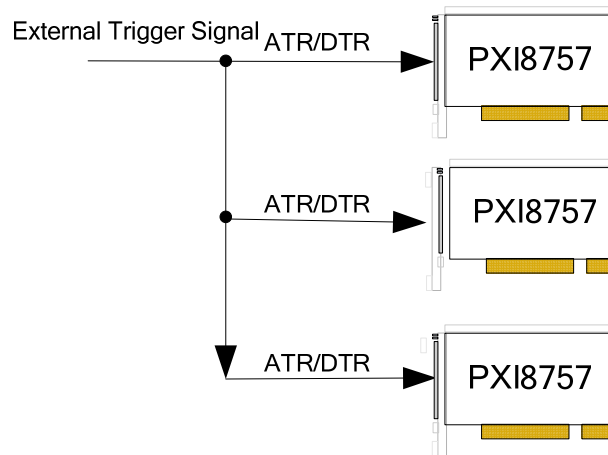 External Trigger Signal
ATR/DTR
PXI8757
ATR/DTR
PXI8757
ATR/DTR
PXI8757